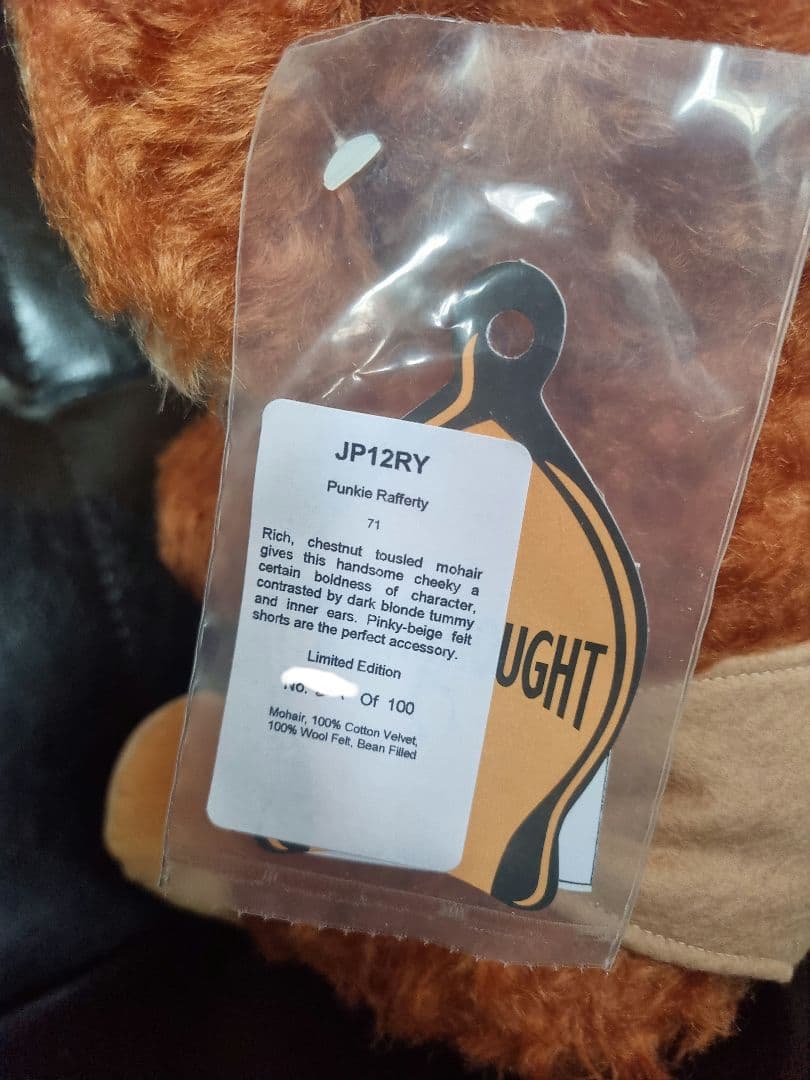 JP12RY
Punkie Rafferty
71
Rich, chestnut tousled mohair
gives this handsome cheeky a
certain boldness of character,
contrasted by dark blonde tummy
and inner ears. Pinky-beige felt
shorts are the perfect accessory.
Limited Edition
No. Of 100
Mohair, 100% Cotton Velvet,
100% Wool Felt, Bean Filled
UGHT